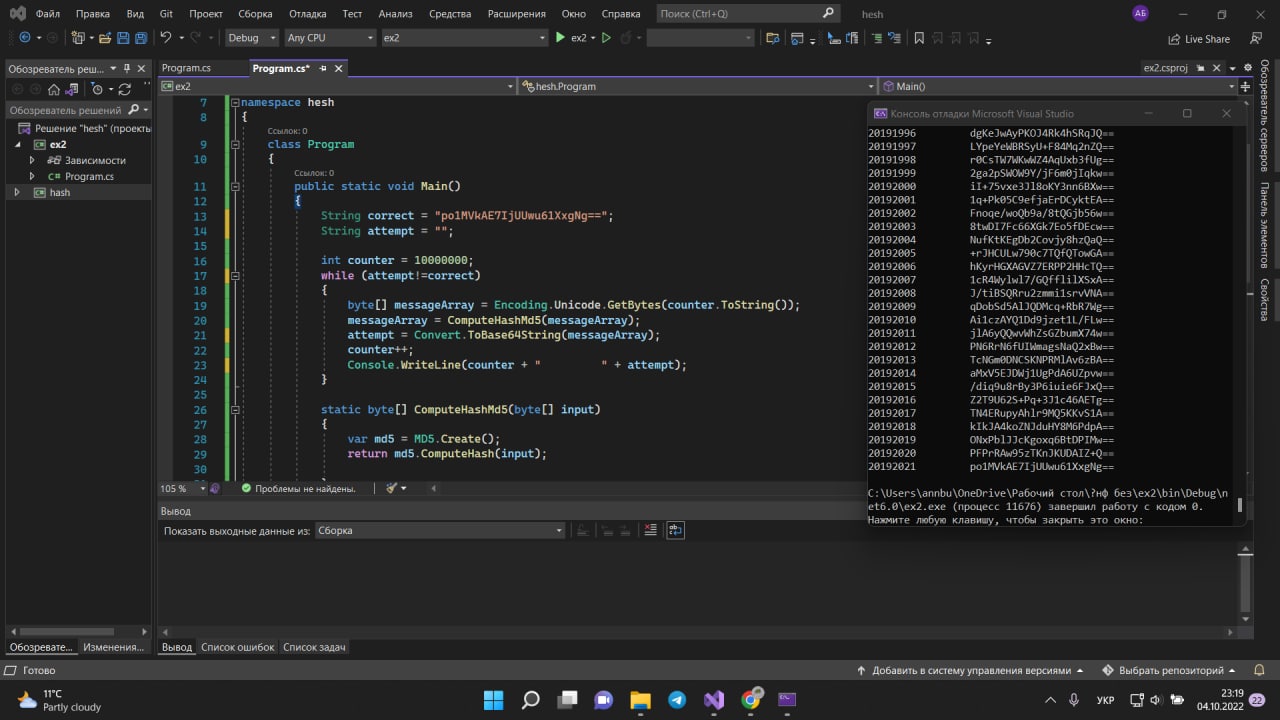 Файл Правка Вид Git Проект Сборка Отладка Тест Анализ Средства Расширения Окно Справка Поиск (Ctrl+Q) hesh АБ
Debug Any CPU ex2 ex2 Live Share
Обозреватель реш...
Program.cs Program.cs* ex2.csproj
ex2 hesh.Program Main()
Обозреватель решений
Решение "hesh" (проекты
ex2
Зависимости
Program.cs
hash
7 namespace hesh
8 {
Ссылок: 0
9 class Program
10 {
Ссылок: 0
11 public static void Main()
12 {
13 String correct = "po1MVkAE7IjUUwu61XxgNg==";
14 String attempt = "";
15
16 int counter = 10000000;
17 while (attempt!=correct)
18 {
19 byte[] messageArray = Encoding.Unicode.GetBytes(counter.ToString());
20 messageArray = ComputeHashMd5(messageArray);
21 attempt = Convert.ToBase64String(messageArray);
22 counter++;
23 Console.WriteLine(counter + "        " + attempt);
24 }
25
26 static byte[] ComputeHashMd5(byte[] input)
27 {
28 var md5 = MD5.Create();
29 return md5.ComputeHash(input);
30
Консоль отладки Microsoft Visual Studio
20191996 dgKeJwAyPKOJ4Rk4hSRqJQ==
20191997 LYpeYeWBRSyU+F84Mq2nZQ==
20191998 r0CsTW7WKwWZ4AqUxb3fUg==
20191999 2ga2pSWOW9Y/jF6m0jIqkw==
20192000 iI+75vxe3Jl8oKY3nn6BXw==
20192001 1q+Pk05C9efjaErDCyktEA==
20192002 Fnoqe/woQb9a/8tQGjb56w==
20192003 8twDI7Fc66XGk7Eo5fDEcw==
20192004 NufKtKEgDb2Covjy8hzQaQ==
20192005 +rJHCULw790c7TQfQTowGA==
20192006 hKyrHGXAGVZ7ERPP2HHcTQ==
20192007 1cR4Wylwl7/GQfflilXSxA==
20192008 J/tiBSQRru2zmmi1srvVNA==
20192009 qDobSd5AlJQDMcq+RbR7Wg==
20192010 Ai1czAYQ1Dd9jzet1L/FLw==
20192011 jlA6yQQwvWhZsGZbumX74w==
20192012 PN6RrN6fUIWmagsNaQ2xBw==
20192013 TcNGm0DNCSKNPRMlAv6zBA==
20192014 aMxV5EJDWj1UgPdA6UZpvw==
20192015 /diq9u8rBy3P6iuie6FJxQ==
20192016 Z2T9U62S+Pq+3J1c46AETg==
20192017 TN4ERupyAhlr9MQ5KKvS1A==
20192018 kIkJA4koZNJduHY8M6PdpA==
20192019 ONxPblJJcKgoxq6BtDPIMw==
20192020 PFPrRAw95zTKnJKUDAIZ+Q==
20192021 po1MVkAE7IjUUwu61XxgNg==
C:\Users\annbu\OneDrive\Рабочий стол\?нф без\ex2\bin\Debug\n
et6.0\ex2.exe (процесс 11676) завершил работу с кодом 0.
Нажмите любую клавишу, чтобы закрыть это окно:
Обозреватель серверов
Панель элементов
Свойства
105 % Проблемы не найдены.
Вывод
Показать выходные данные из: Сборка
Обозревате... Изменения... Вывод Список ошибок Список задач
Готово Добавить в систему управления версиями Выбрать репозиторий
11°C
Partly cloudy
УКР
23:19
04.10.2022
22